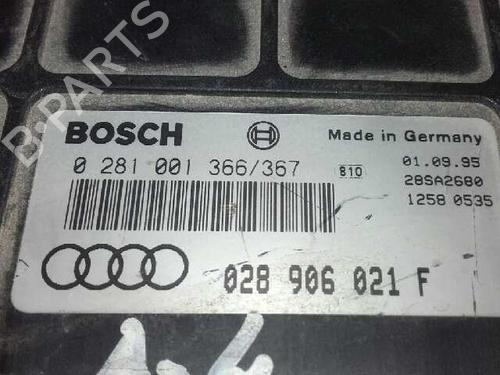 B-PARTS
BOSCH
Made in Germany
0 281 001 366/367
810
01.09.95
28SA2680
1258 0535
028 906 021 F